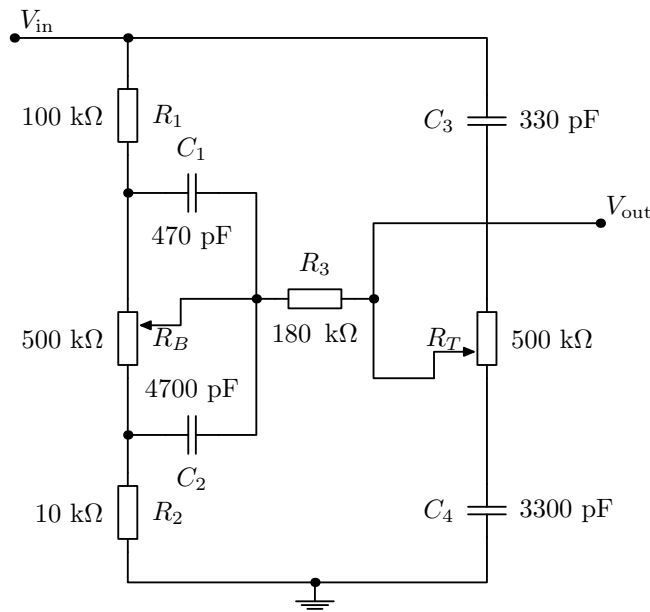 V_in
100 kΩ R_1
C_1
470 pF
C_3 330 pF
V_out
R_3
180 kΩ
500 kΩ R_B
R_T 500 kΩ
4700 pF
C_2
10 kΩ R_2
C_4 3300 pF